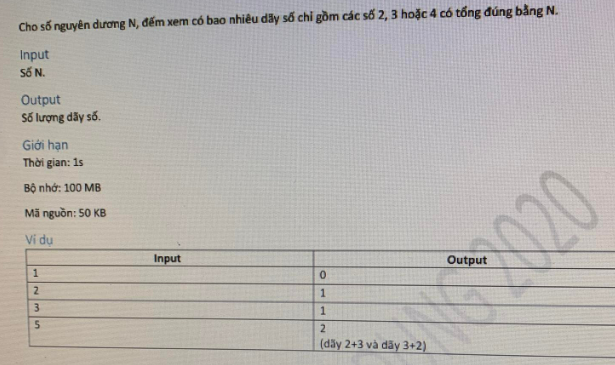 Cho số nguyên dương N, đếm xem có bao nhiêu dãy số chỉ gồm các số 2, 3 hoặc 4 có tổng đúng bằng N.
Input
Số N.
Output
Số lượng dãy số.
Giới hạn
Thời gian: 1s
Bộ nhớ: 100 MB
Mã nguồn: 50 KB
Ví dụ
Input Output
1 0
2 1
3 1
5 2
(dãy 2+3 và dãy 3+2)
2020